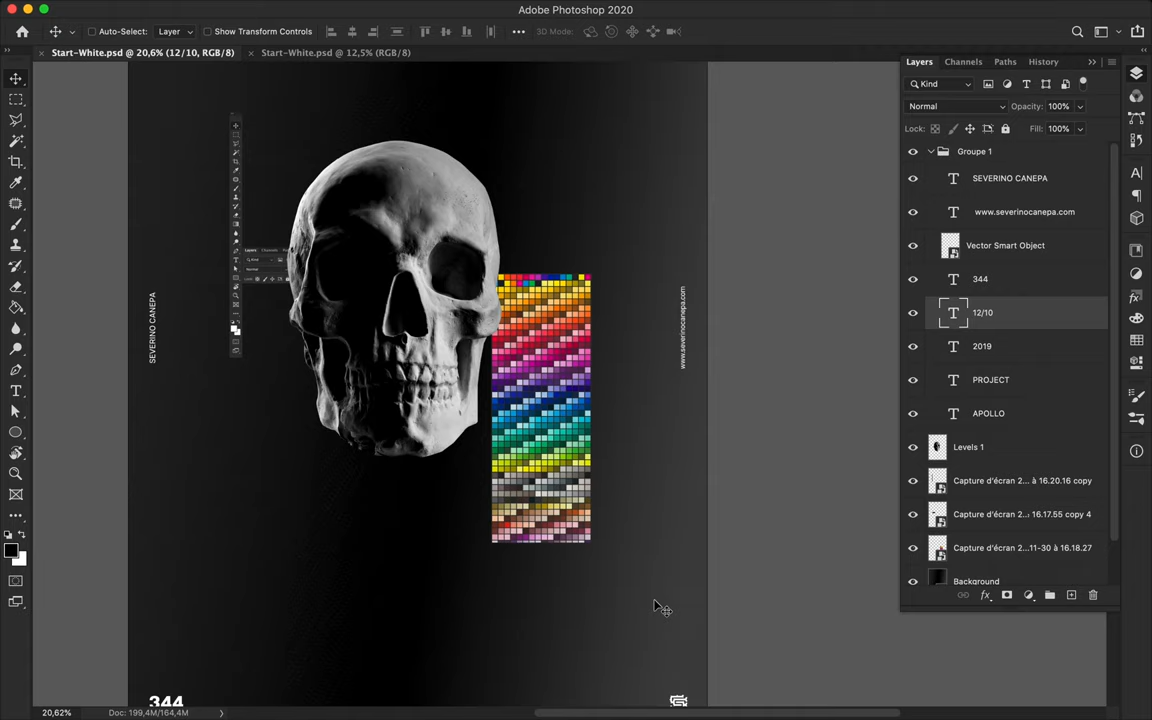 Adobe Photoshop 2020
Auto-Select:
Layer
Show Transform Controls
3D Mode:
Start-White.psd @ 20,6% (12/10, RGB/8)
Start-White.psd @ 12,5% (RGB/8)
Layers
Channels
Paths
History
Kind
Normal
Opacity:
100%
Lock:
Fill:
100%
Groupe 1
SEVERINO CANEPA
www.severinocanepa.com
Vector Smart Object
344
12/10
2019
PROJECT
APOLLO
Levels 1
Capture d'écran 2... à 16.20.16 copy
Capture d'écran 2...: 16.17.55 copy 4
Capture d'écran 2...11-30 à 16.18.27
Background
Layers
Channels
Kind
Normal
SEVERINO CANEPA
www.severinocanepa.com
344
20,62%
Doc: 199,4M/164,4M